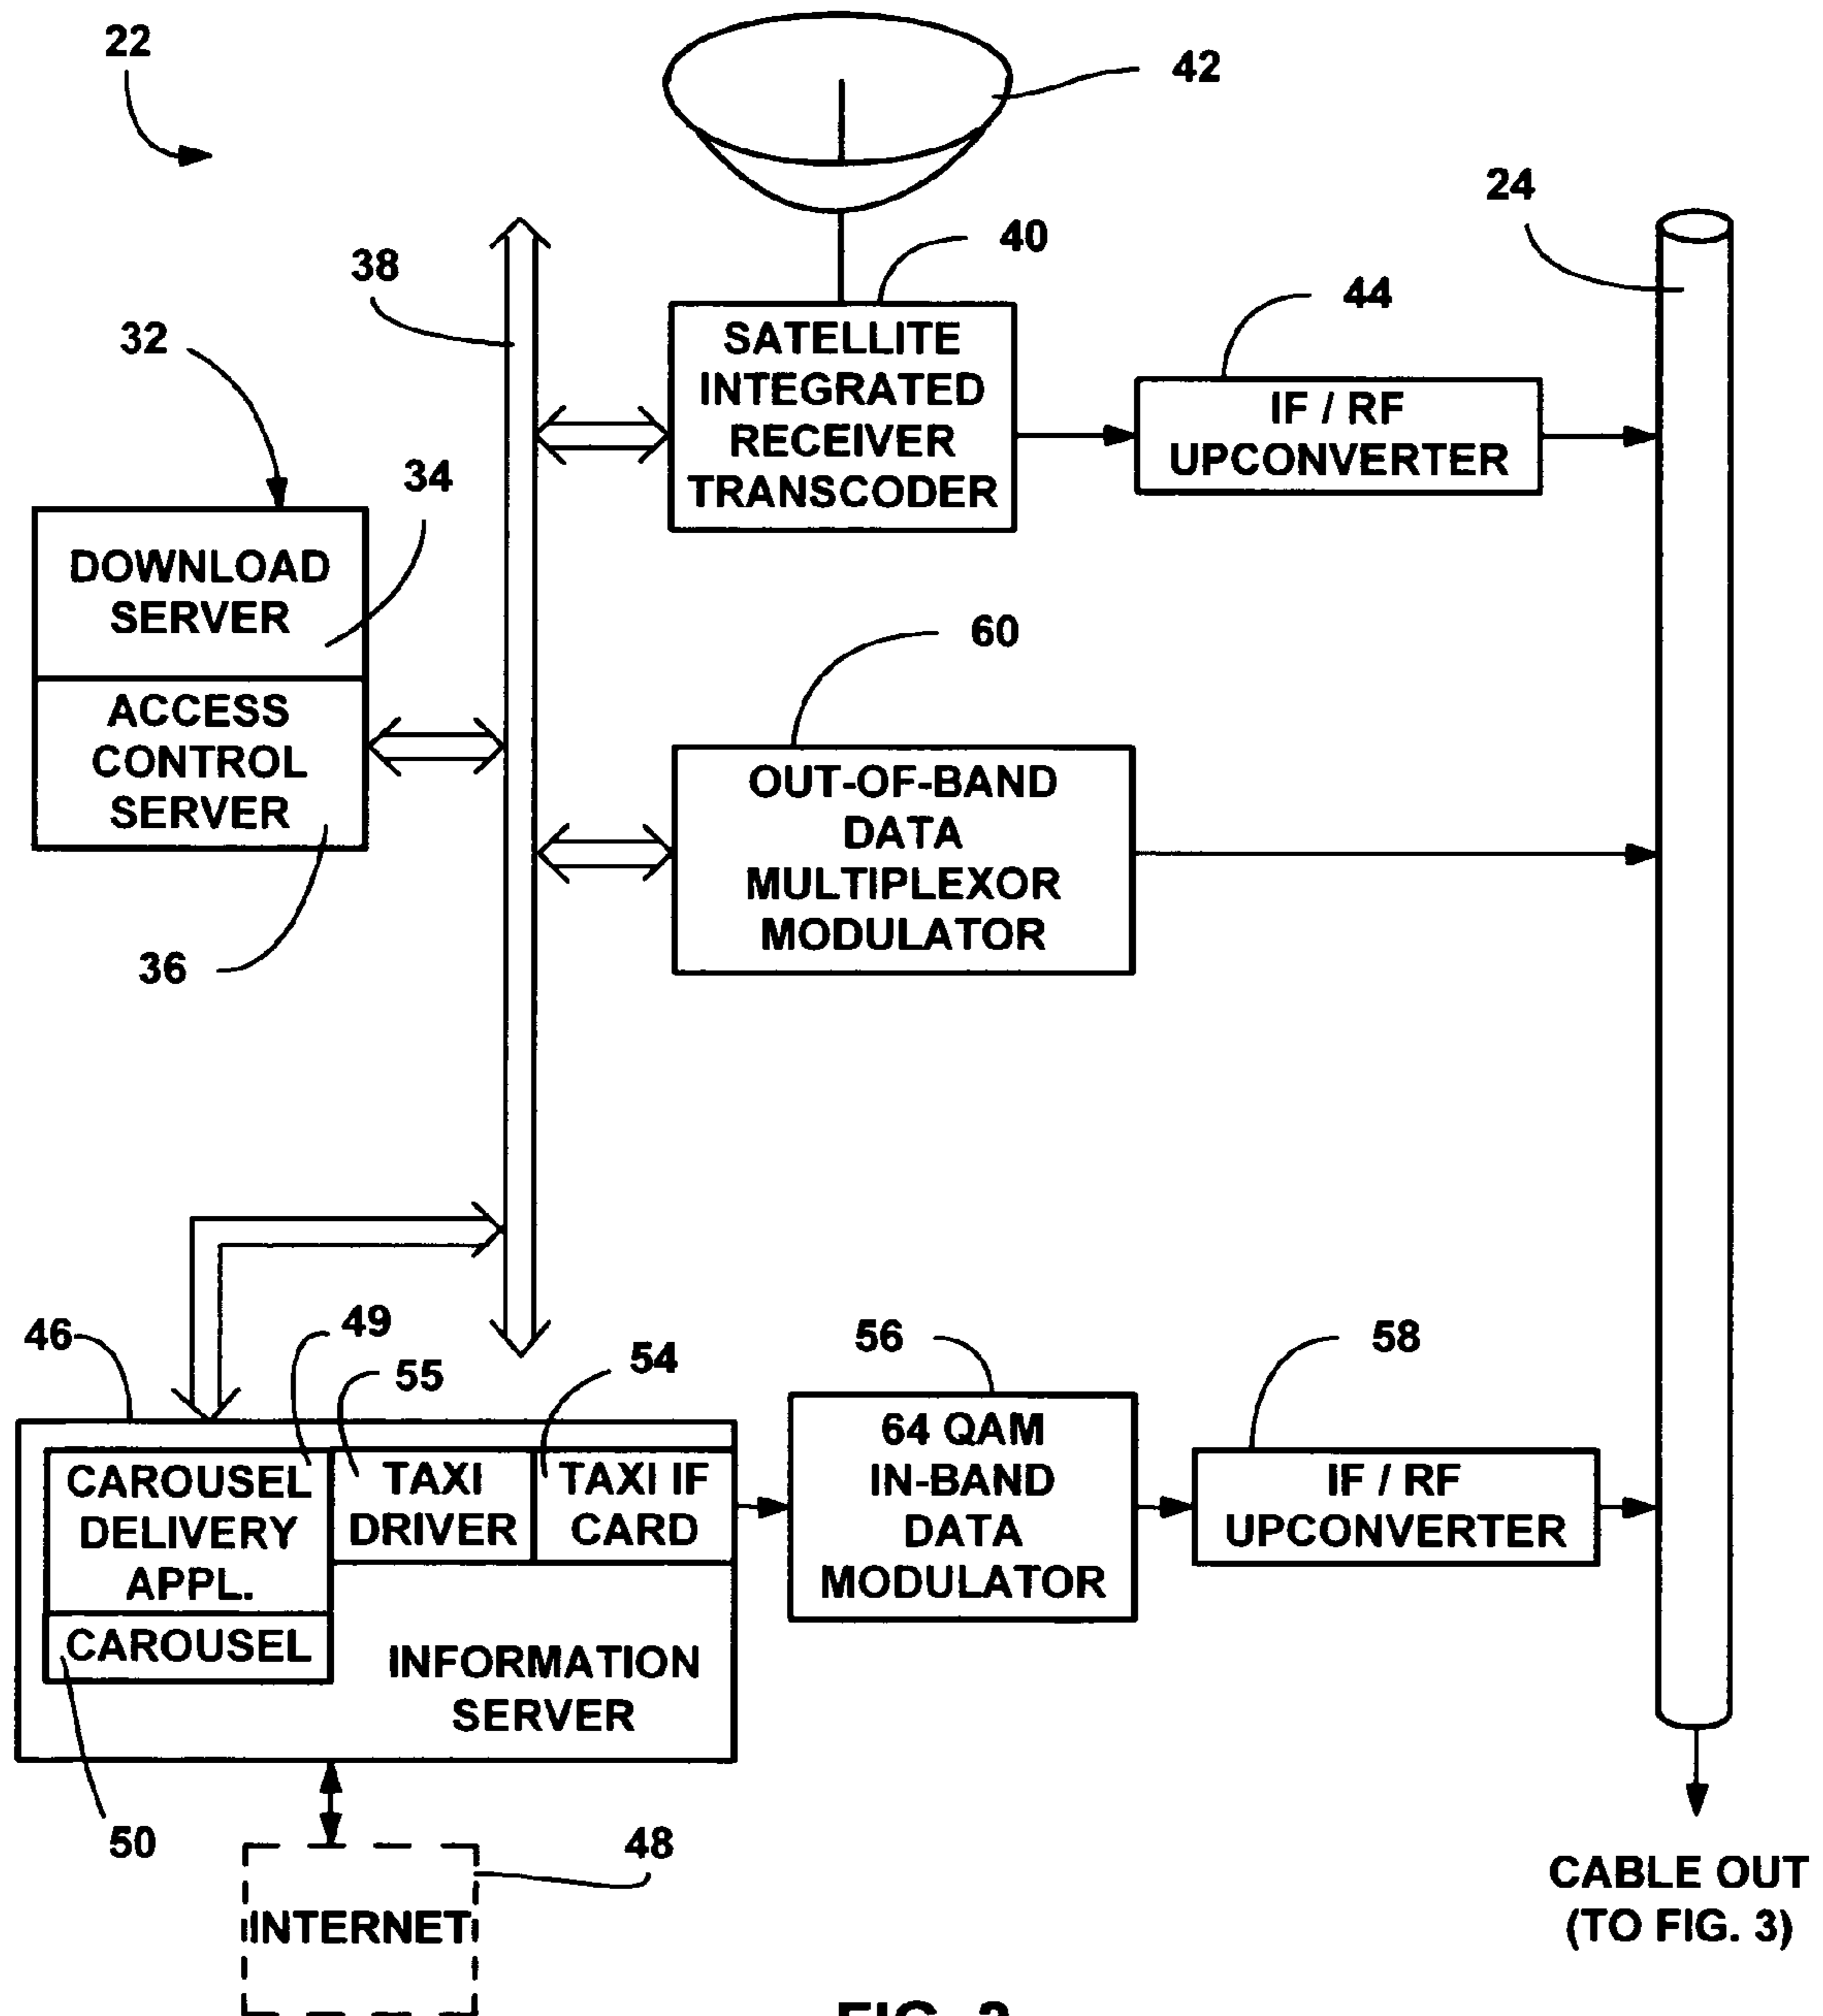 22
42
24
40
38
44
32
SATELLITE
INTEGRATED
RECEIVER
TRANSCODER
IF / RF
UPCONVERTER
34
DOWNLOAD
SERVER
60
ACCESS
CONTROL
SERVER
OUT-OF-BAND
DATA
MULTIPLEXOR
MODULATOR
36
46
49
55
54
56
58
CAROUSEL
DELIVERY
APPL.
TAXI
DRIVER
TAXI IF
CARD
64 QAM
IN-BAND
DATA
MODULATOR
IF / RF
UPCONVERTER
CAROUSEL
INFORMATION
SERVER
50
48
INTERNET
CABLE OUT
(TO FIG. 3)